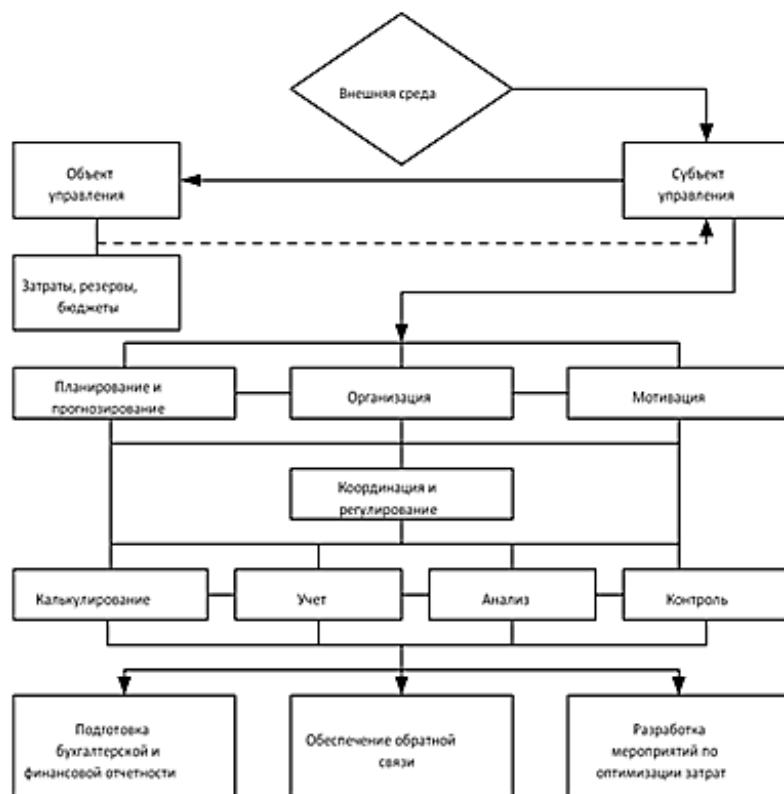 Внешняя среда
Объект
управления
Субъект
управления
Затраты, резервы,
бюджеты
Планирование и
прогнозирование
Организация
Мотивация
Координация и
регулирование
Калькулирование
Учет
Анализ
Контроль
Подготовка
бухгалтерской и
финансовой отчетности
Обеспечение обратной
связи
Разработка
мероприятий по
оптимизации затрат